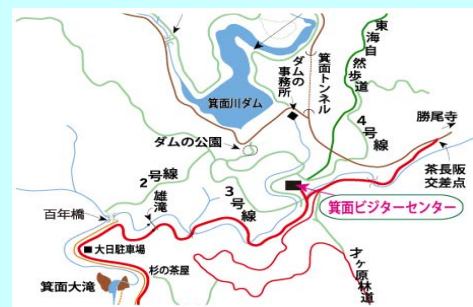 東海自然歩道
箕面トンネル
ダムの事務所
箕面川ダム
勝尾寺
4号線
ダムの公園
茶長阪
交差点
2号線
雄滝
3号線
百年橋
箕面ビジターセンター
大日駐車場
杉の茶屋
才ヶ原林道
箕面大滝